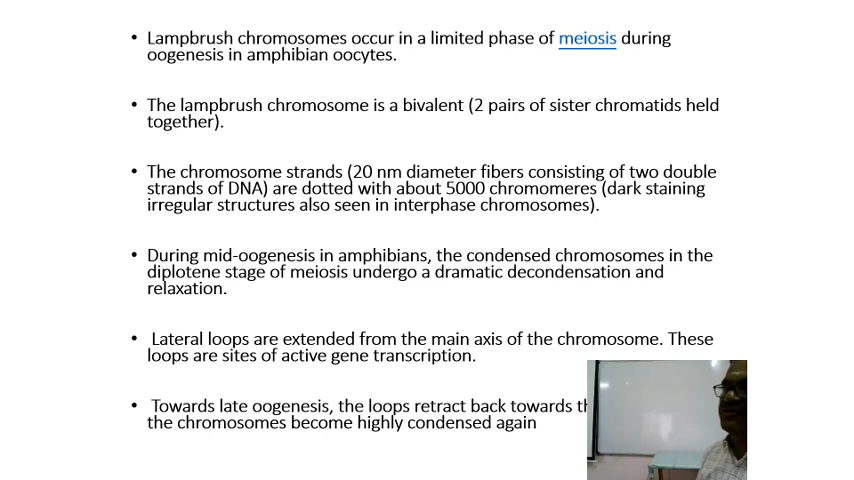 • Lampbrush chromosomes occur in a limited phase of meiosis during
oogenesis in amphibian oocytes.
• The lampbrush chromosome is a bivalent (2 pairs of sister chromatids held
together).
• The chromosome strands (20 nm diameter fibers consisting of two double
strands of DNA) are dotted with about 5000 chromomeres (dark staining
irregular structures also seen in interphase chromosomes).
• During mid-oogenesis in amphibians, the condensed chromosomes in the
diplotene stage of meiosis undergo a dramatic decondensation and
relaxation.
• Lateral loops are extended from the main axis of the chromosome. These
loops are sites of active gene transcription.
• Towards late oogenesis, the loops retract back towards
the chromosomes become highly condensed again